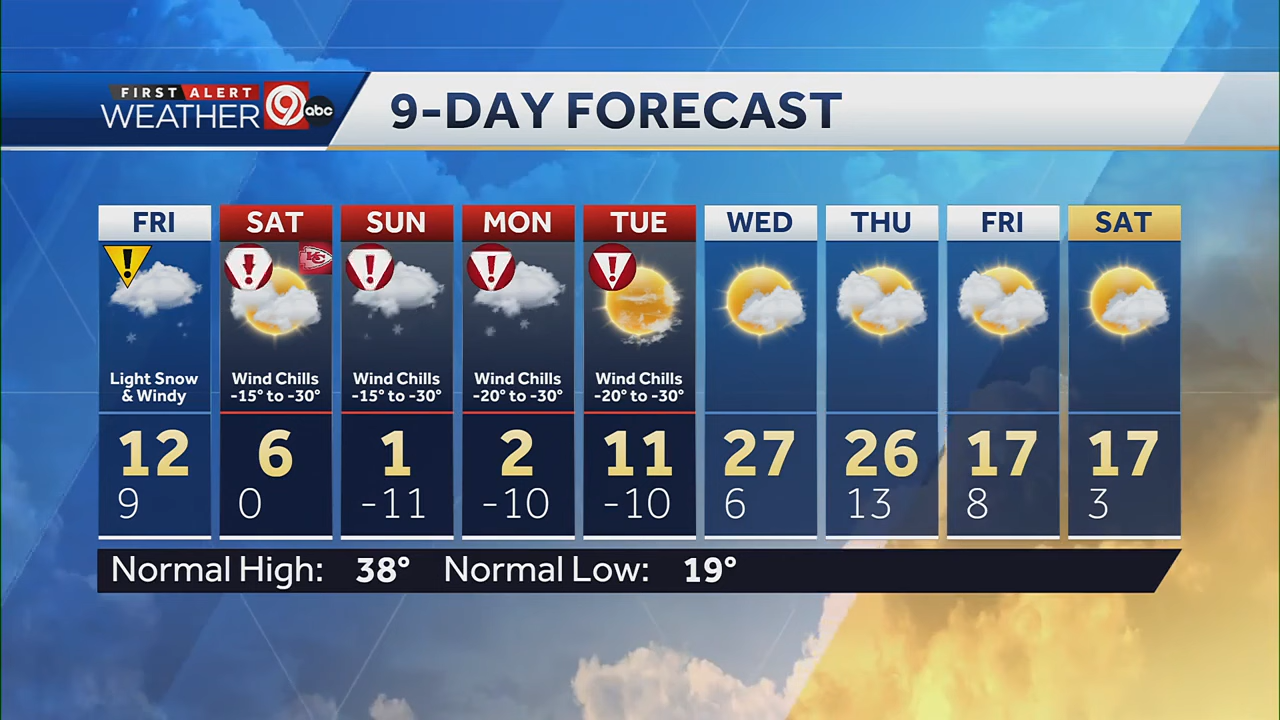 FIRST ALERT
WEATHER 9 abc
9-DAY FORECAST
FRI SAT SUN MON TUE WED THU FRI SAT
! ! ! ! KC
Light Snow Wind Chills Wind Chills Wind Chills Wind Chills
& Windy -15° to -30° -15° to -30° -20° to -30° -20° to -30°
12 6 1 2 11 27 26 17 17
9 0 -11 -10 -10 6 13 8 3
Normal High: 38° Normal Low: 19°